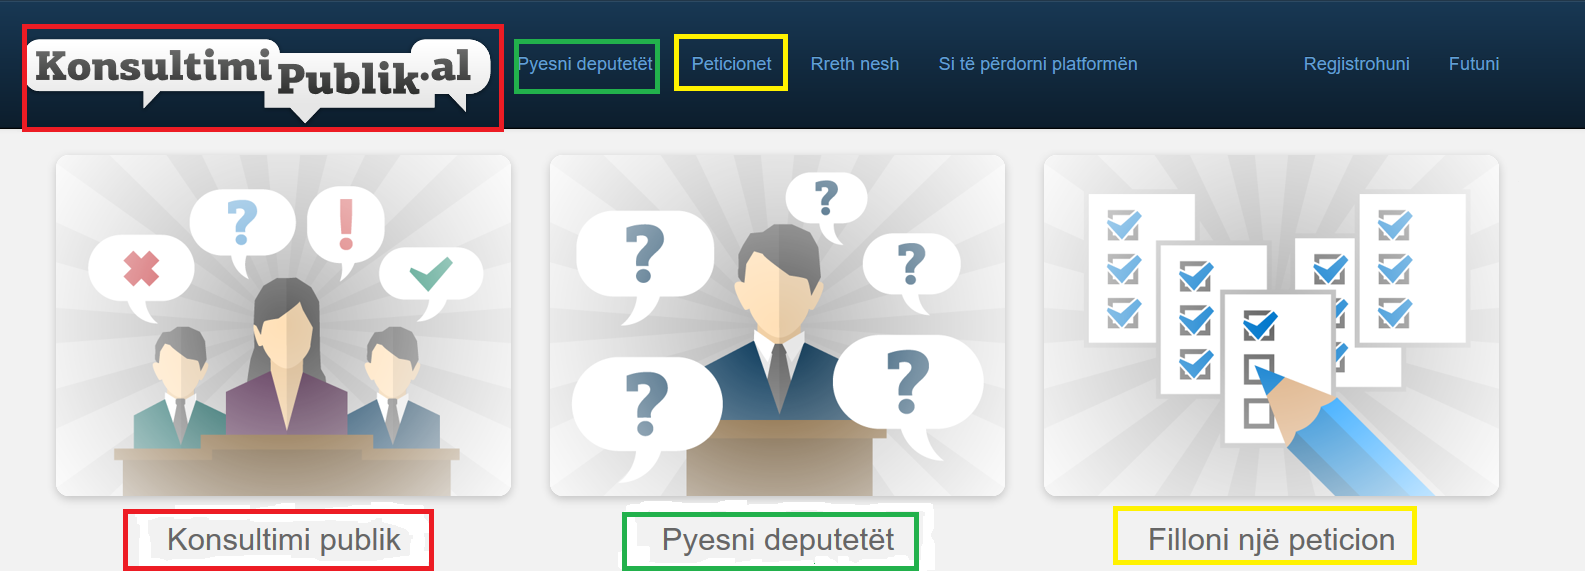 Konsultimi Publik.al
Pyesni deputetët Peticionet Rreth nesh Si të përdorni platformën Regjistrohuni Futuni
? !
?
? ?
? ?
Konsultimi publik Pyesni deputetët Filloni një peticion